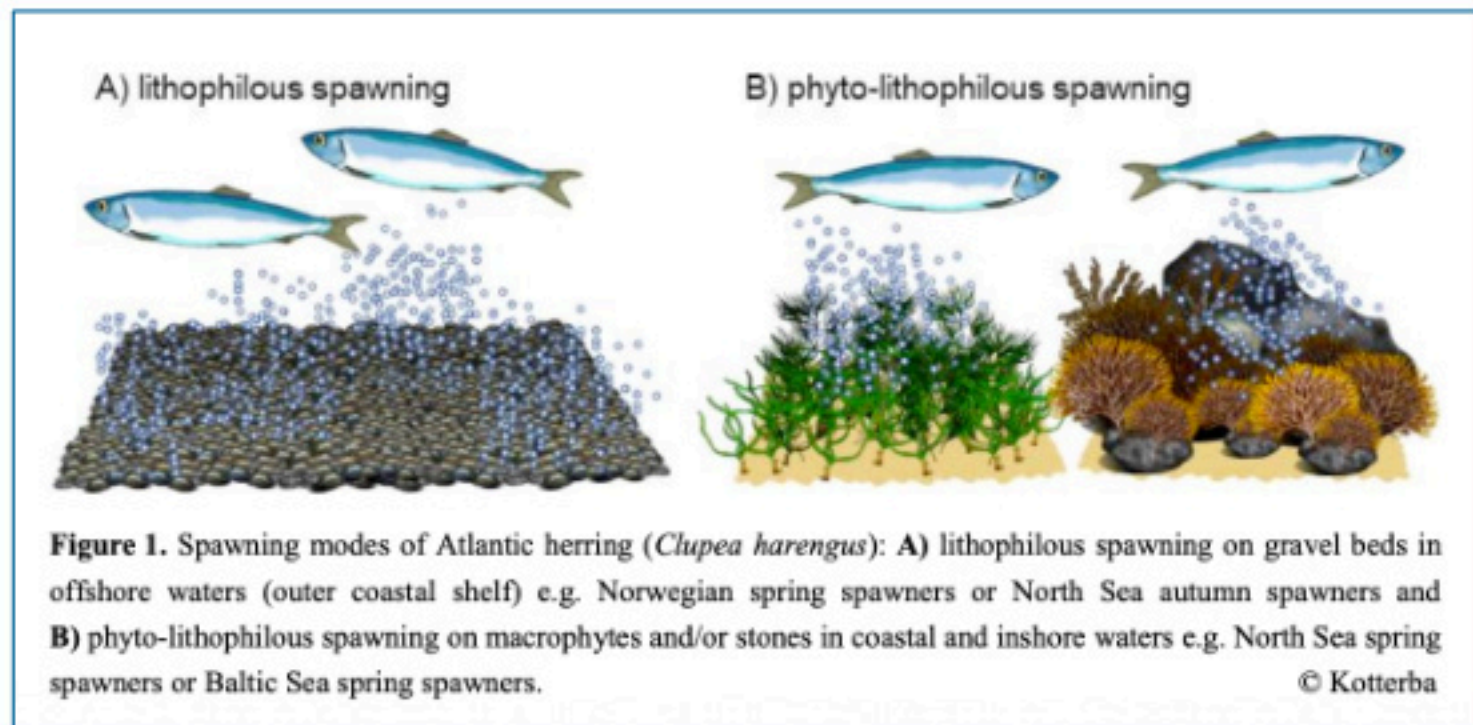 A) lithophilous spawning
B) phyto-lithophilous spawning
Figure 1. Spawning modes of Atlantic herring (Clupea harengus): A) lithophilous spawning on gravel beds in
offshore waters (outer coastal shelf) e.g. Norwegian spring spawners or North Sea autumn spawners and
B) phyto-lithophilous spawning on macrophytes and/or stones in coastal and inshore waters e.g. North Sea spring
spawners or Baltic Sea spring spawners. © Kotterba